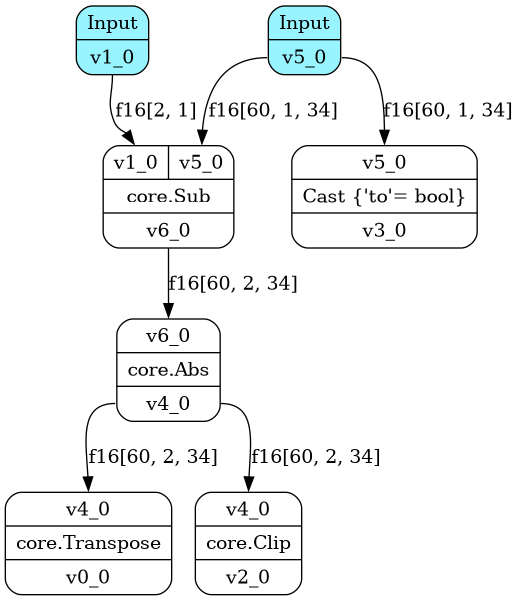 Input
v1_0
Input
v5_0
f16[2, 1]
f16[60, 1, 34]
f16[60, 1, 34]
v1_0
v5_0
core.Sub
v6_0
v5_0
Cast {'to'= bool}
v3_0
f16[60, 2, 34]
v6_0
core.Abs
v4_0
f16[60, 2, 34]
f16[60, 2, 34]
v4_0
core.Transpose
v0_0
v4_0
core.Clip
v2_0